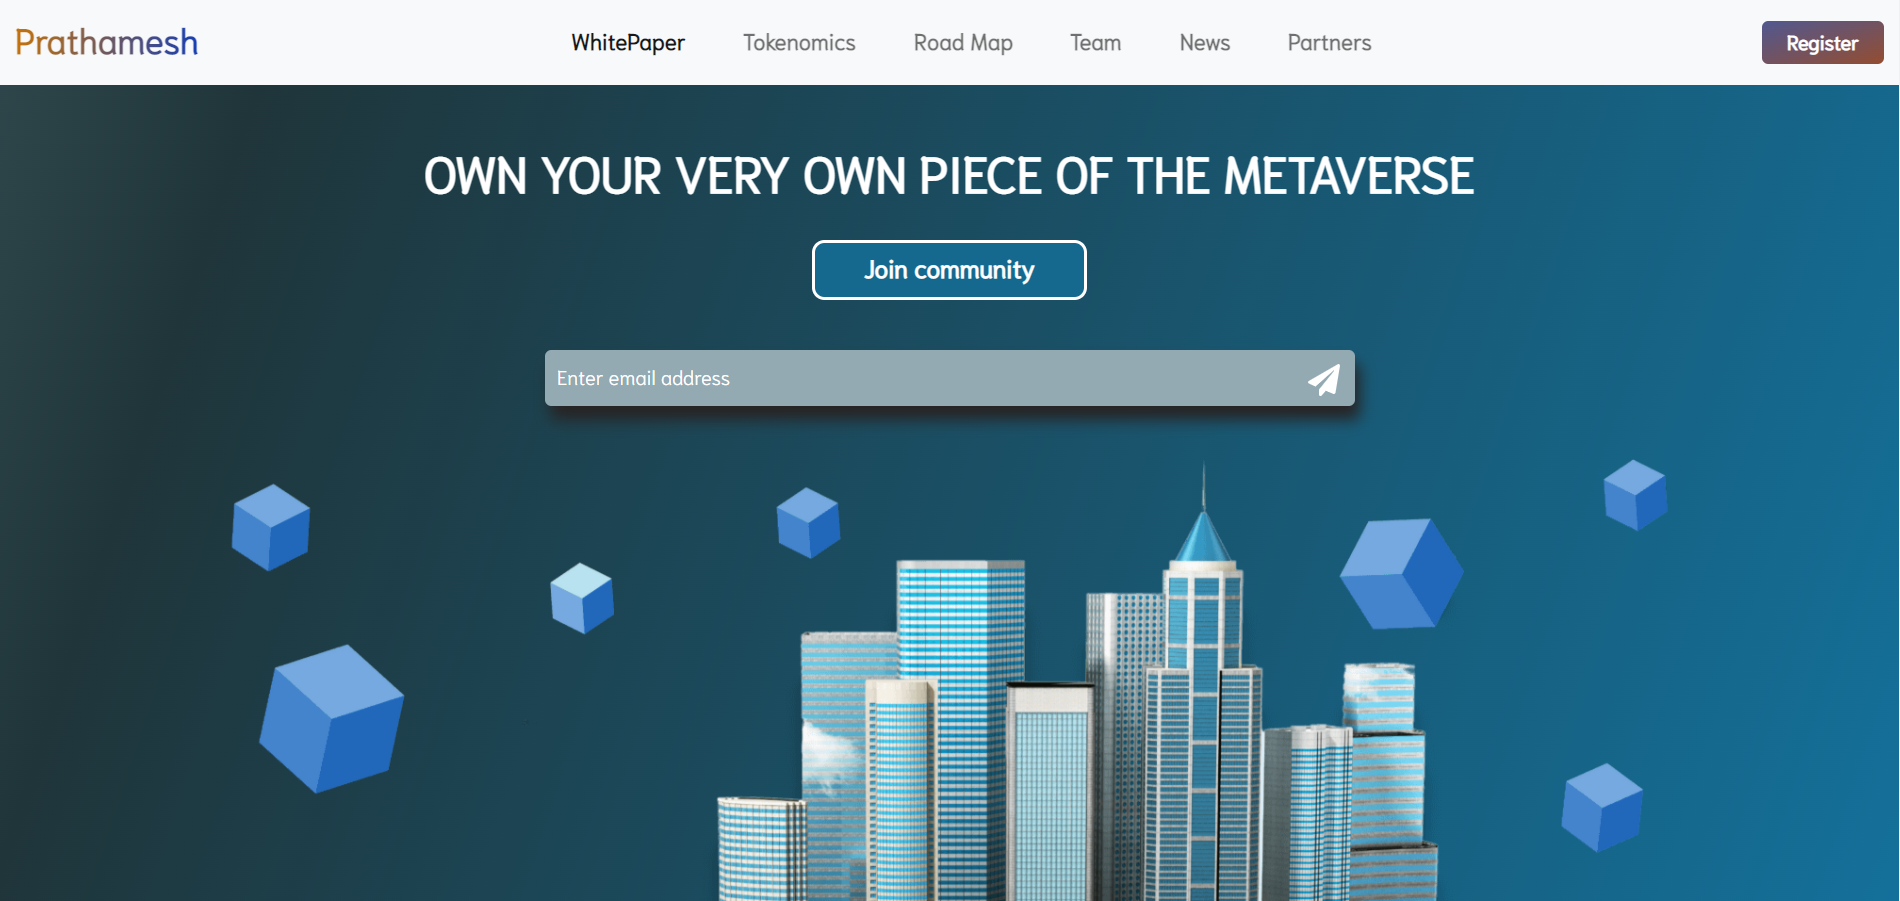 Prathamesh
WhitePaper
Tokenomics
Road Map
Team
News
Partners
Register
OWN YOUR VERY OWN PIECE OF THE METAVERSE
Join community
Enter email address